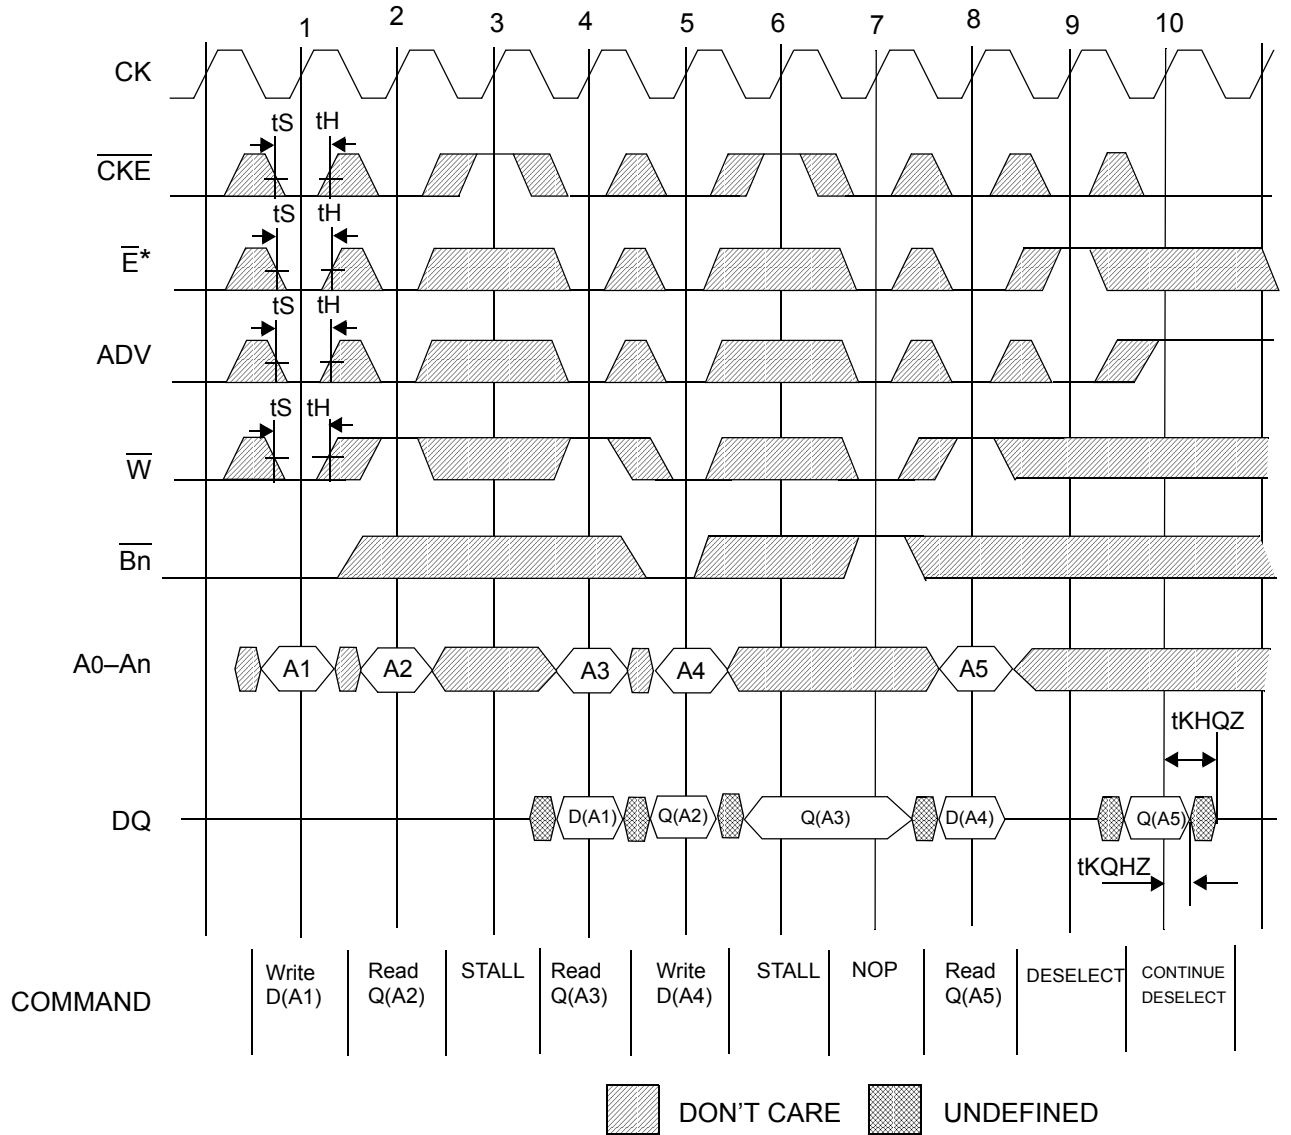 1 2 3 4 5 6 7 8 9 10
CK
tS tH
CKE
tS tH
E*
tS tH
ADV
tS tH
W
Bn
A0–An A1 A2 A3 A4 A5
tKHQZ
DQ D(A1) Q(A2) Q(A3) D(A4) Q(A5)
tKQHZ
COMMAND
Write
D(A1)
Read
Q(A2)
STALL
Read
Q(A3)
Write
D(A4)
STALL
NOP
Read
Q(A5)
DESELECT
CONTINUE
DESELECT
DON'T CARE
UNDEFINED